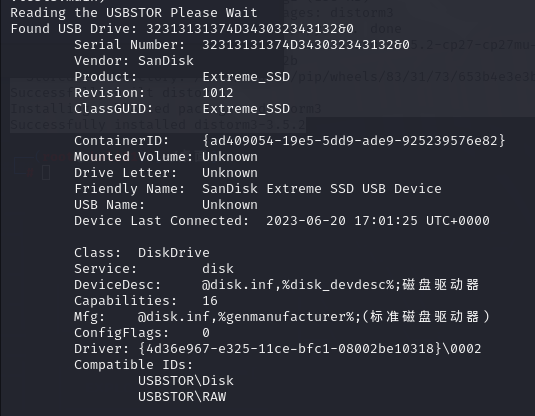 Reading the USBSTOR Please Wait
Found USB Drive: 32313131374D3430323431326&0
Serial Number: 32313131374D3430323431326&0
Vendor: SanDisk
Product: Extreme_SSD
Revision: 1012
ClassGUID: Extreme_SSD
ContainerID: {ad409054-19e5-5dd9-ade9-925239576e82}
Mounted Volume: Unknown
Drive Letter: Unknown
Friendly Name: SanDisk Extreme SSD USB Device
USB Name: Unknown
Device Last Connected: 2023-06-20 17:01:25 UTC+0000
Class: DiskDrive
Service: disk
DeviceDesc: @disk.inf,%disk_devdesc%;磁盘驱动器
Capabilities: 16
Mfg: @disk.inf,%genmanufacturer%;(标准磁盘驱动器)
ConfigFlags: 0
Driver: {4d36e967-e325-11ce-bfc1-08002be10318}\0002
Compatible IDs:
USBSTOR\Disk
USBSTOR\RAW